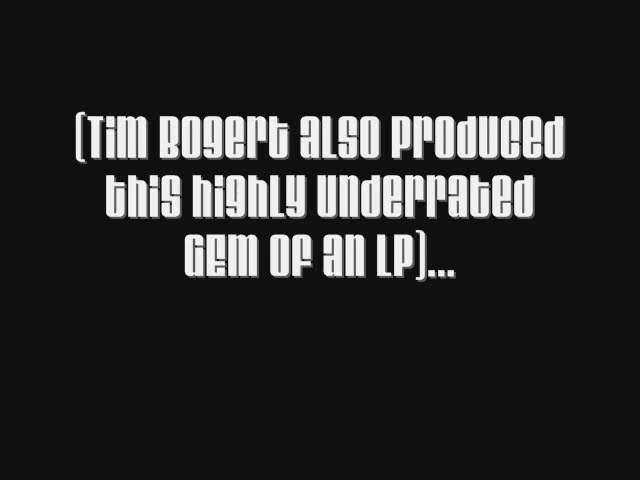 (Tim Bogert also produced
this highly underrated
gem of an LP)...